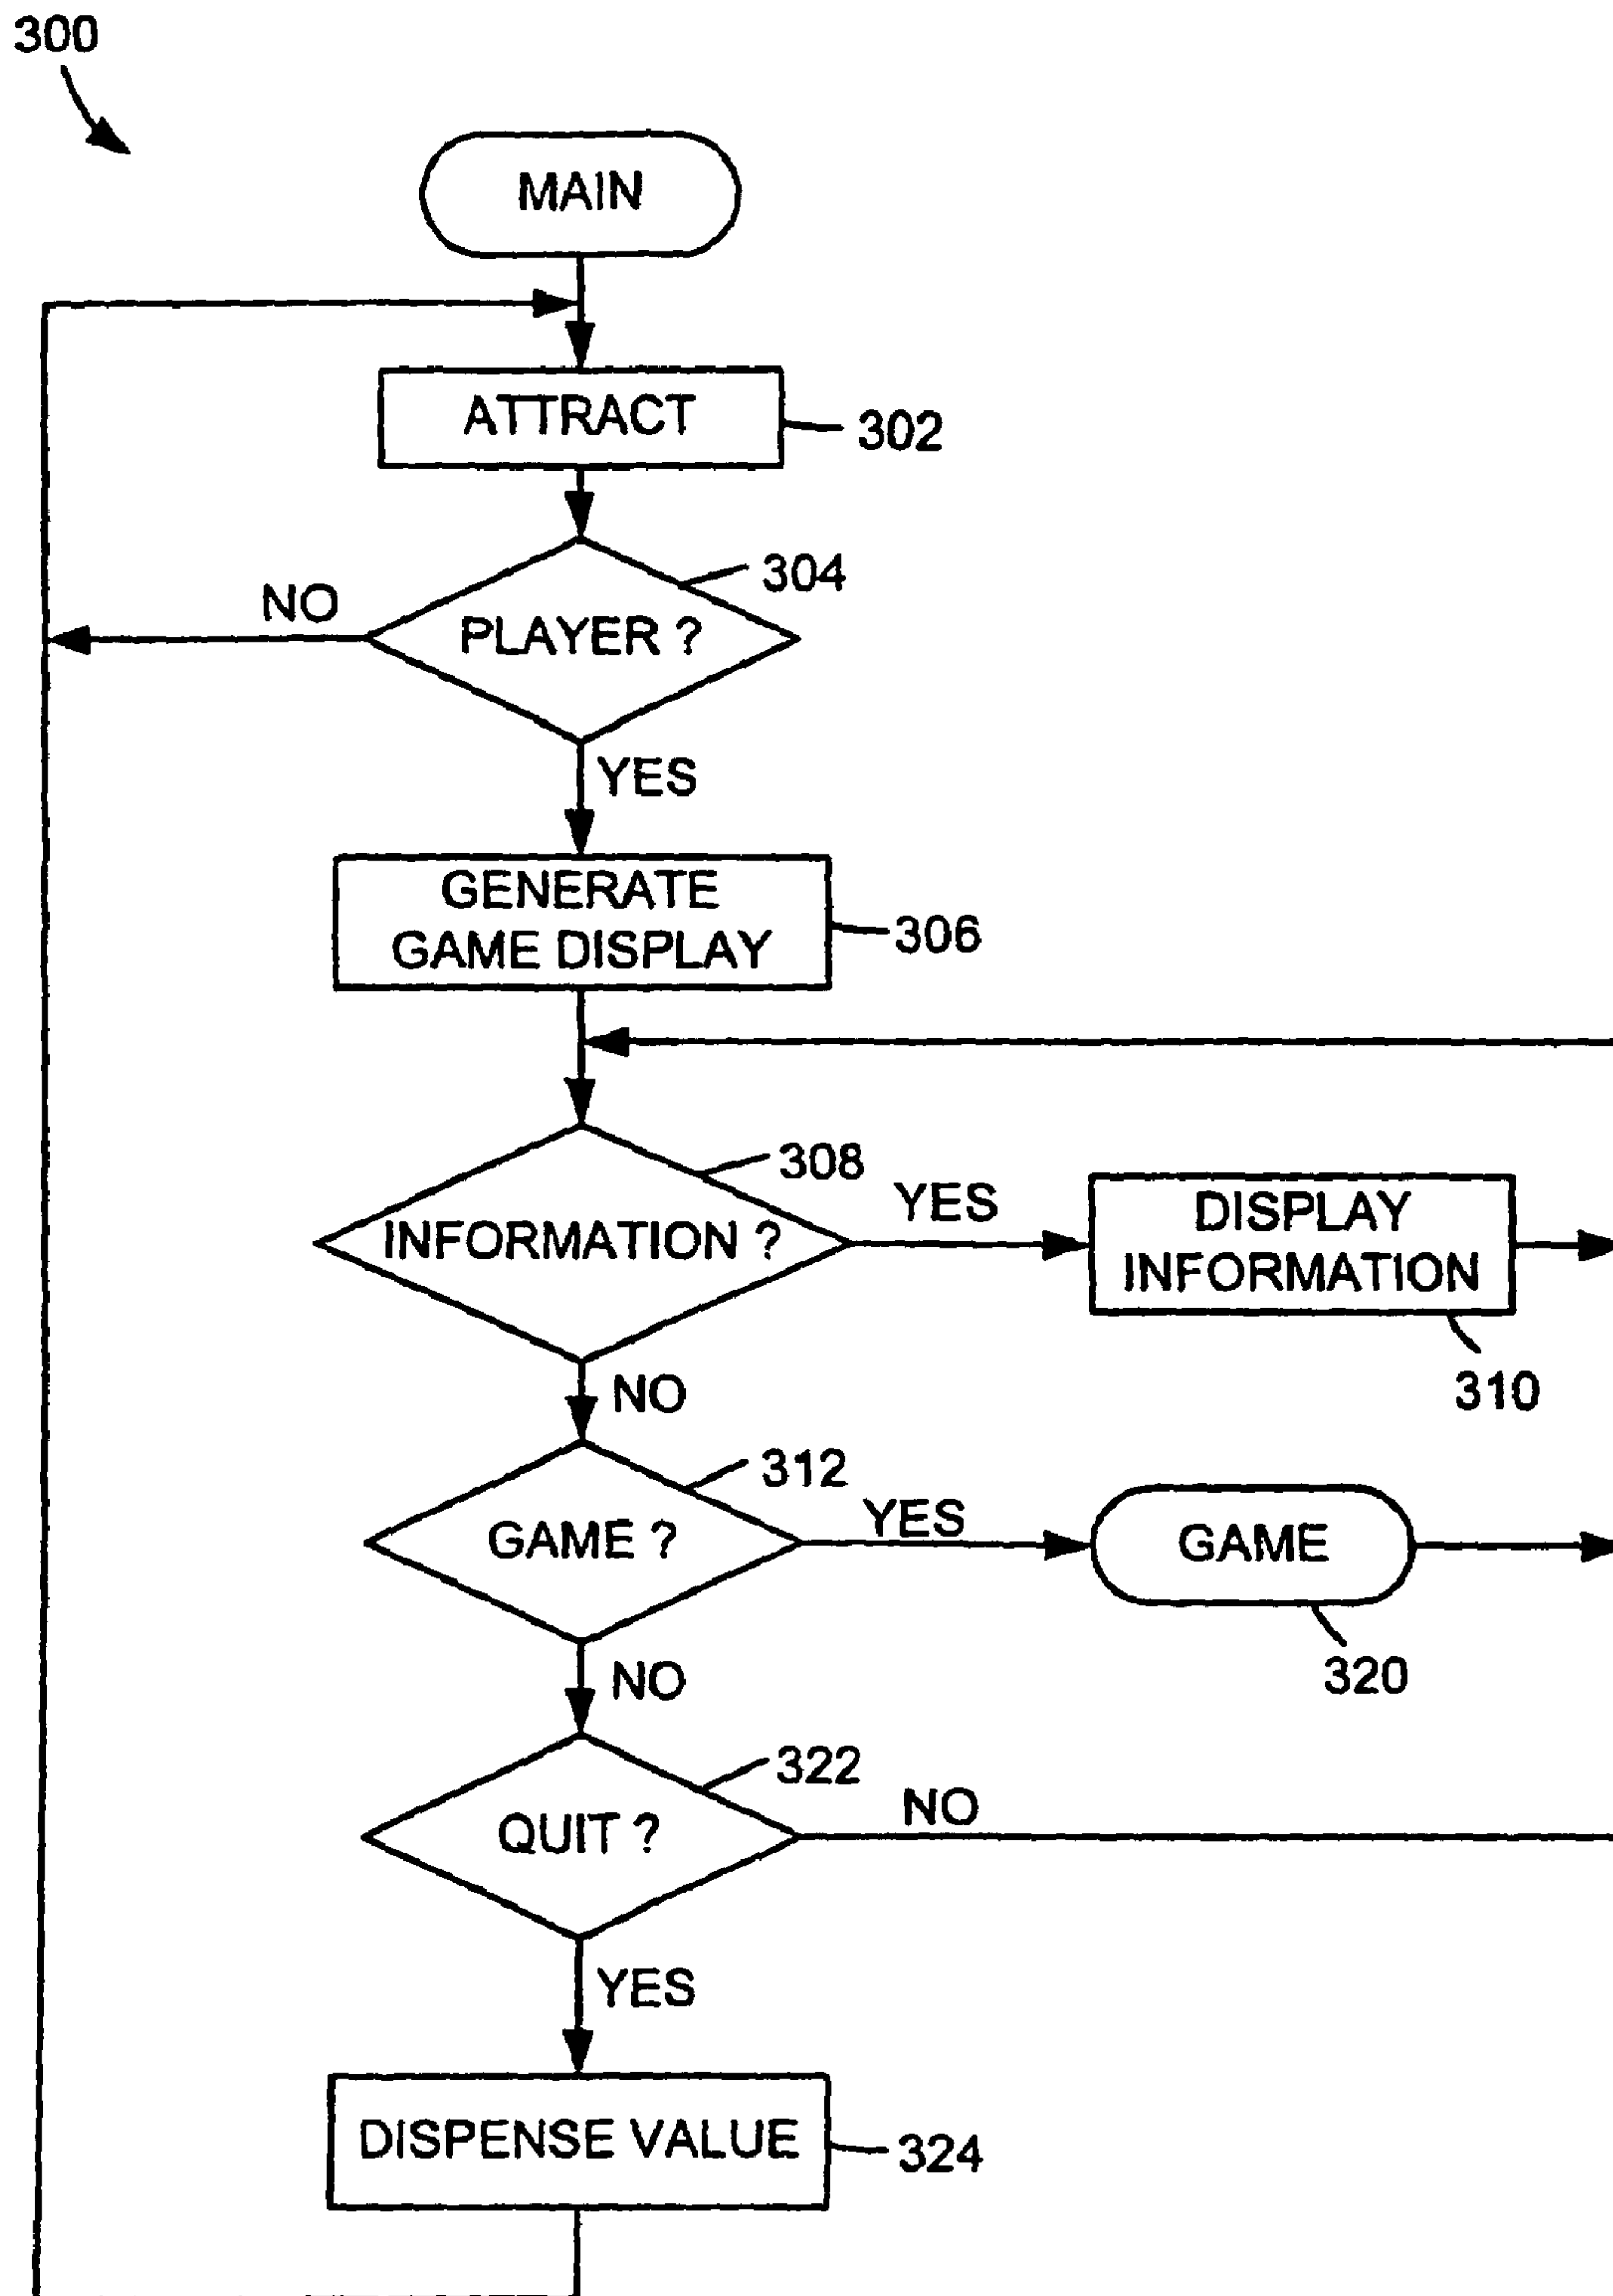 300
MAIN
ATTRACT
302
304
NO
PLAYER ?
YES
GENERATE
GAME DISPLAY
306
308
INFORMATION ?
YES
DISPLAY
INFORMATION
310
NO
312
GAME ?
YES
GAME
320
NO
322
QUIT ?
NO
YES
DISPENSE VALUE
324